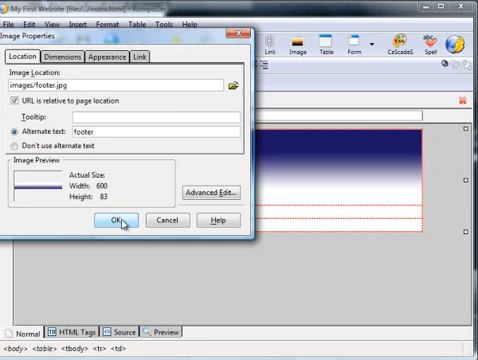 My First Website [file:/.../index.html] - KompoZer
File Edit View Insert Format Table Tools Help
Image Properties
Link Image Table Form CaScadeS Spell
Location Dimensions Appearance Link
Image Location:
images/footer.jpg
URL is relative to page location
Tooltip:
Alternate text: footer
Don't use alternate text
Image Preview
Actual Size:
Width: 600
Height: 83
Advanced Edit...
OK Cancel Help
Normal HTML Tags Source Preview
<body> <table> <tbody> <tr> <td>